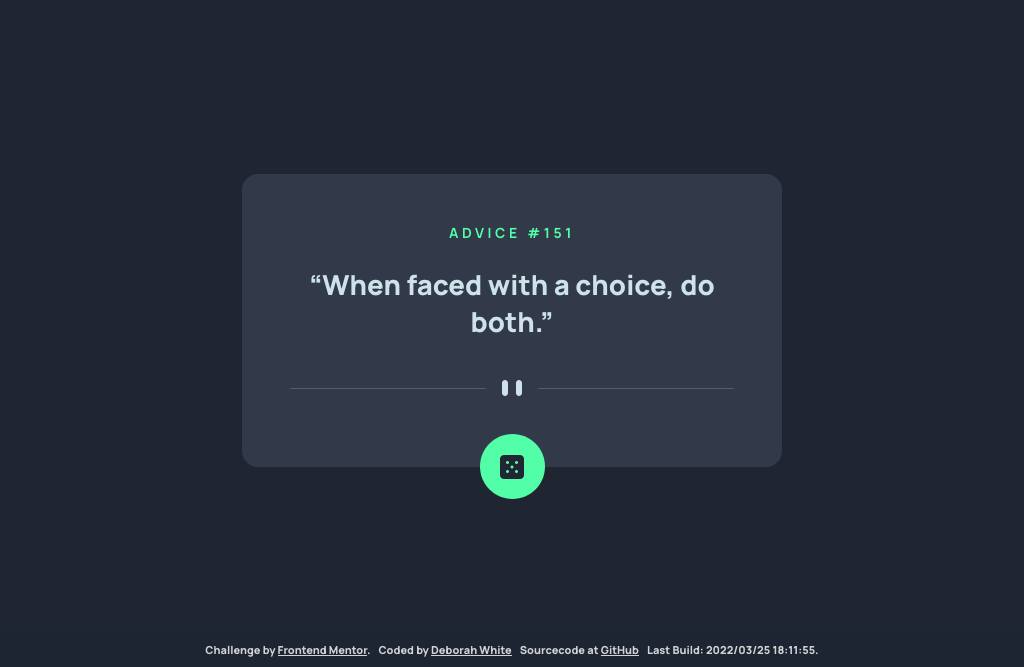 ADVICE #151
“When faced with a choice, do
both.”
Challenge by Frontend Mentor. Coded by Deborah White Sourcecode at GitHub Last Build: 2022/03/25 18:11:55.